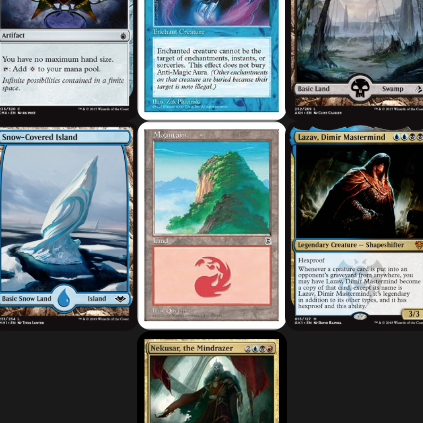 Artifact
You have no maximum hand size.
: Add to your mana pool.
Infinite possibilities contained in a finite
space.
Enchant Creature
Enchanted creature cannot be the
target of enchantments, instants, or
sorceries. This effect does not bury
Anti-Magic Aura. (Other enchantments
on that creature are buried because their
target is now illegal.)
Basic Land
Swamp
Snow-Covered Island
Basic Snow Land
Island
Mountain
Land
Lazav, Dimir Mastermind
Legendary Creature — Shapeshifter
Hexproof
Whenever a creature card is put into an
opponent's graveyard from anywhere, you
may have Lazav, Dimir Mastermind become
a copy of that card, except its name is
Lazav, Dimir Mastermind, it's legendary
in addition to its other types, and it has
hexproof and this ability.
3/3
Nekusar, the Mindrazer
2